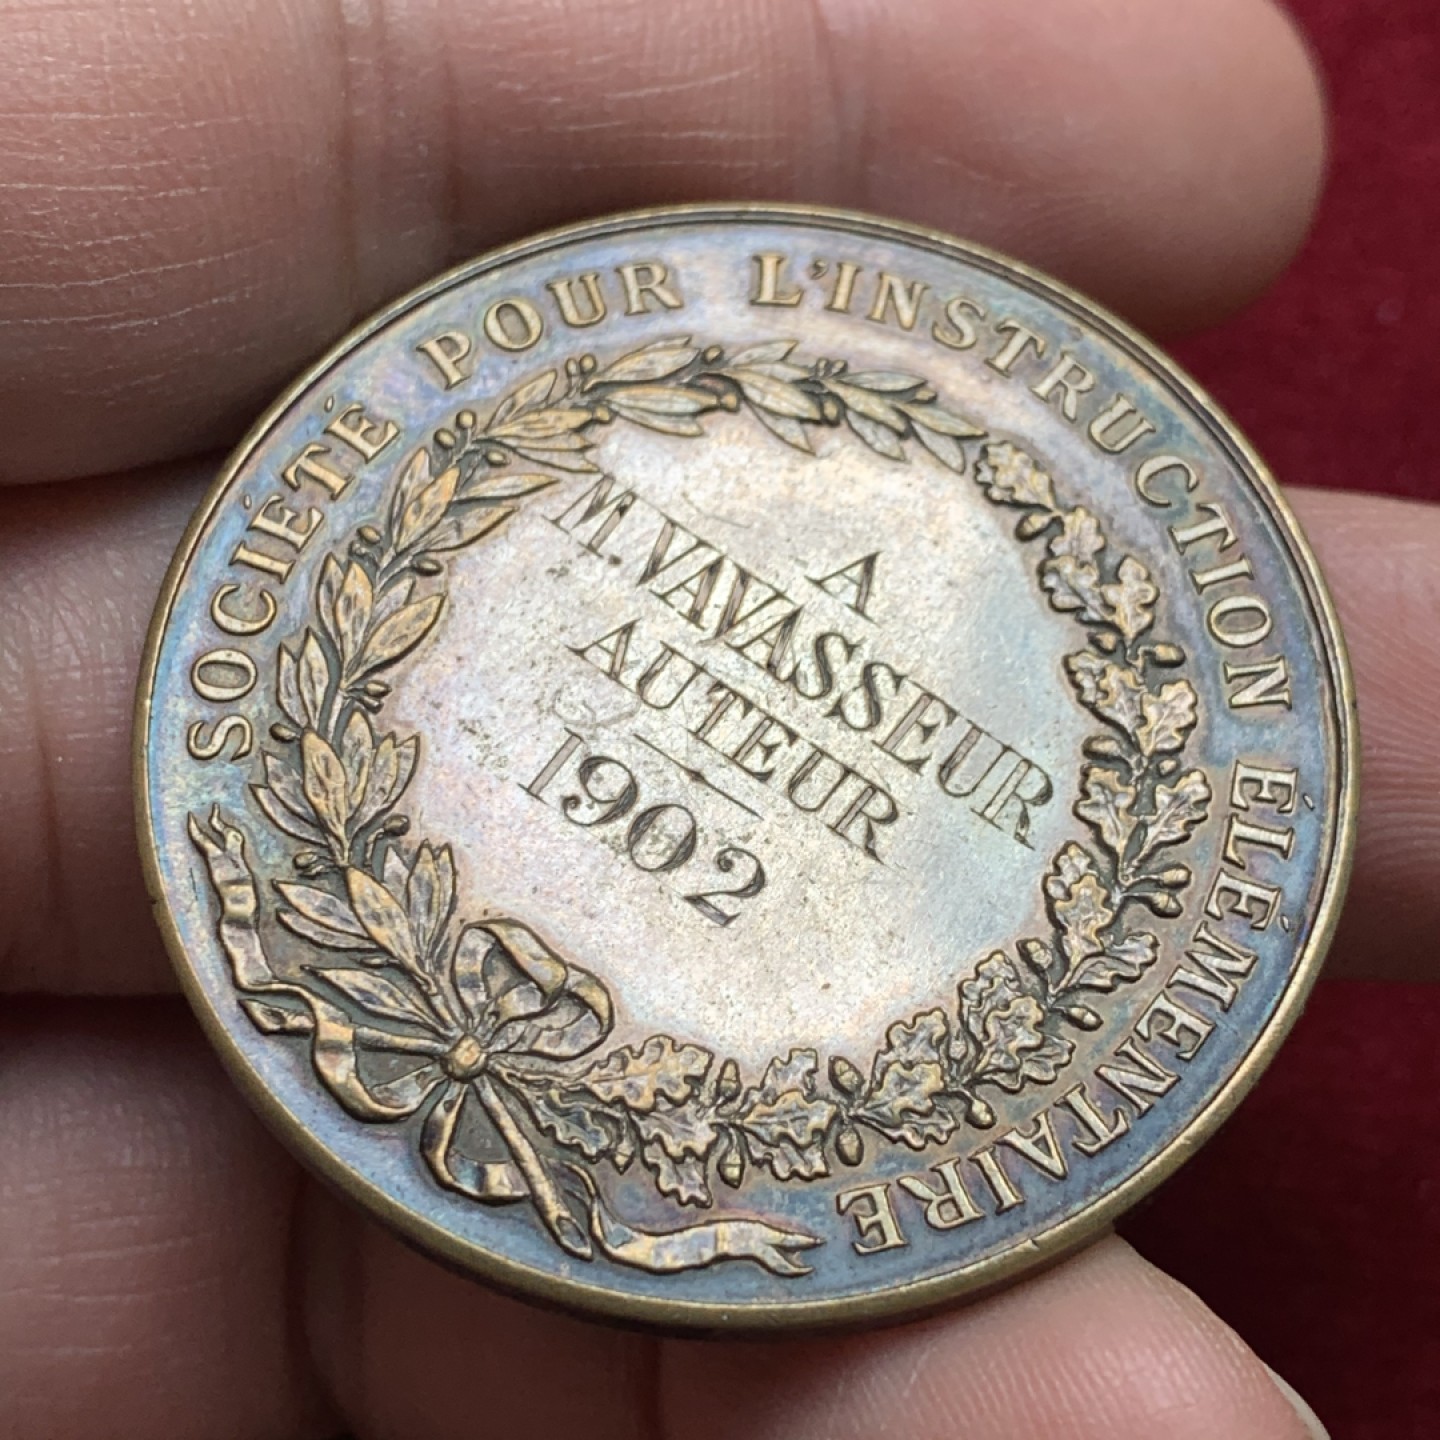 SOCIÉTÉ POUR L'INSTRUCTION ÉLÉMENTAIRE
A
M. VAVASSEUR
AUTEUR
1902